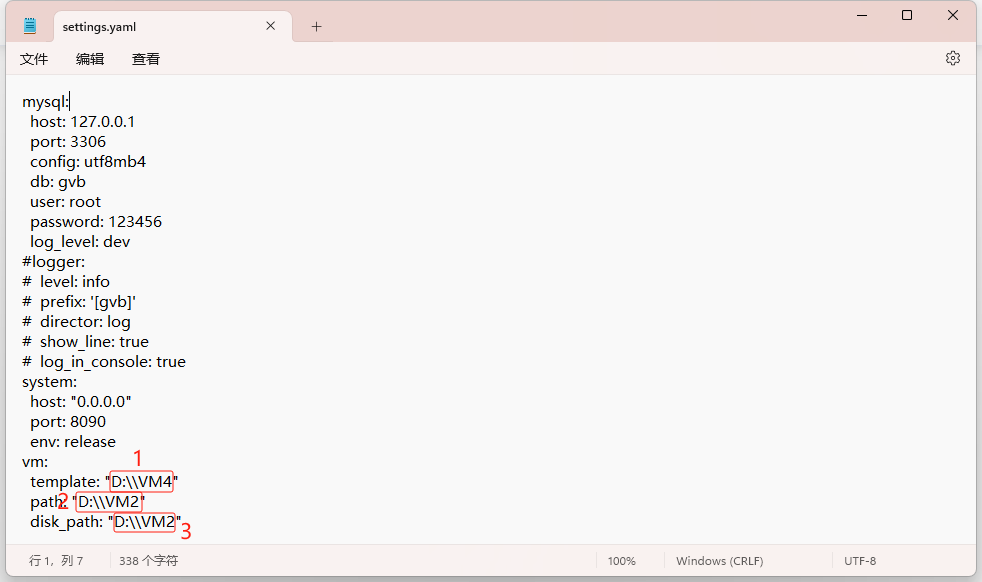 settings.yaml
文件 编辑 查看
mysql:
host: 127.0.0.1
port: 3306
config: utf8mb4
db: gvb
user: root
password: 123456
log_level: dev
#logger:
# level: info
# prefix: '[gvb]'
# director: log
# show_line: true
# log_in_console: true
system:
host: "0.0.0.0"
port: 8090
env: release
vm:
1
template: "D:\\VM4"
2
path: "D:\\VM2"
disk_path: "D:\\VM2"
3
行 1，列 7 338 个字符 100% Windows (CRLF) UTF-8